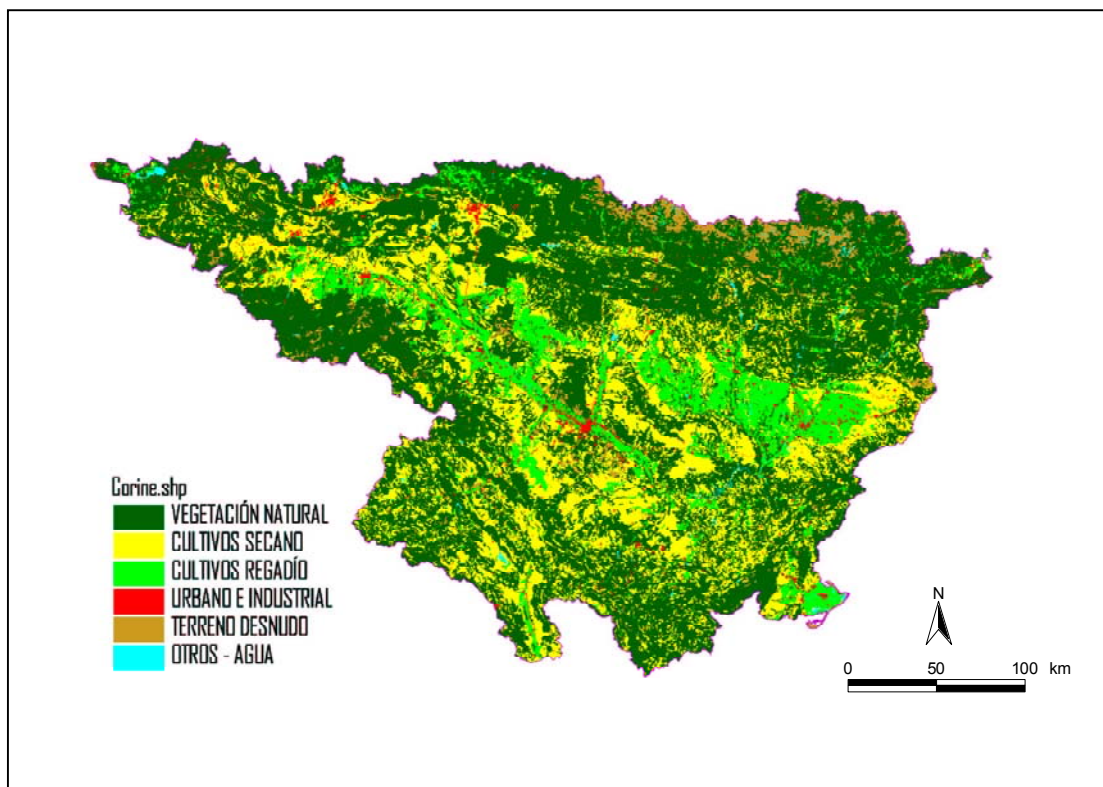 Corine.shp
VEGETACIÓN NATURAL
CULTIVOS SECANO
CULTIVOS REGADÍO
URBANO E INDUSTRIAL
TERRENO DESNUDO
OTROS - AGUA
N
0 50 100 km